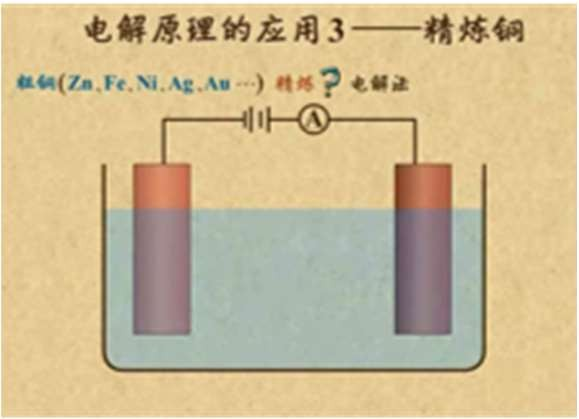 电解原理的应用3——精炼铜
粗铜(Zn、Fe、Ni、Ag、Au…) 精炼 ? 电解法
A